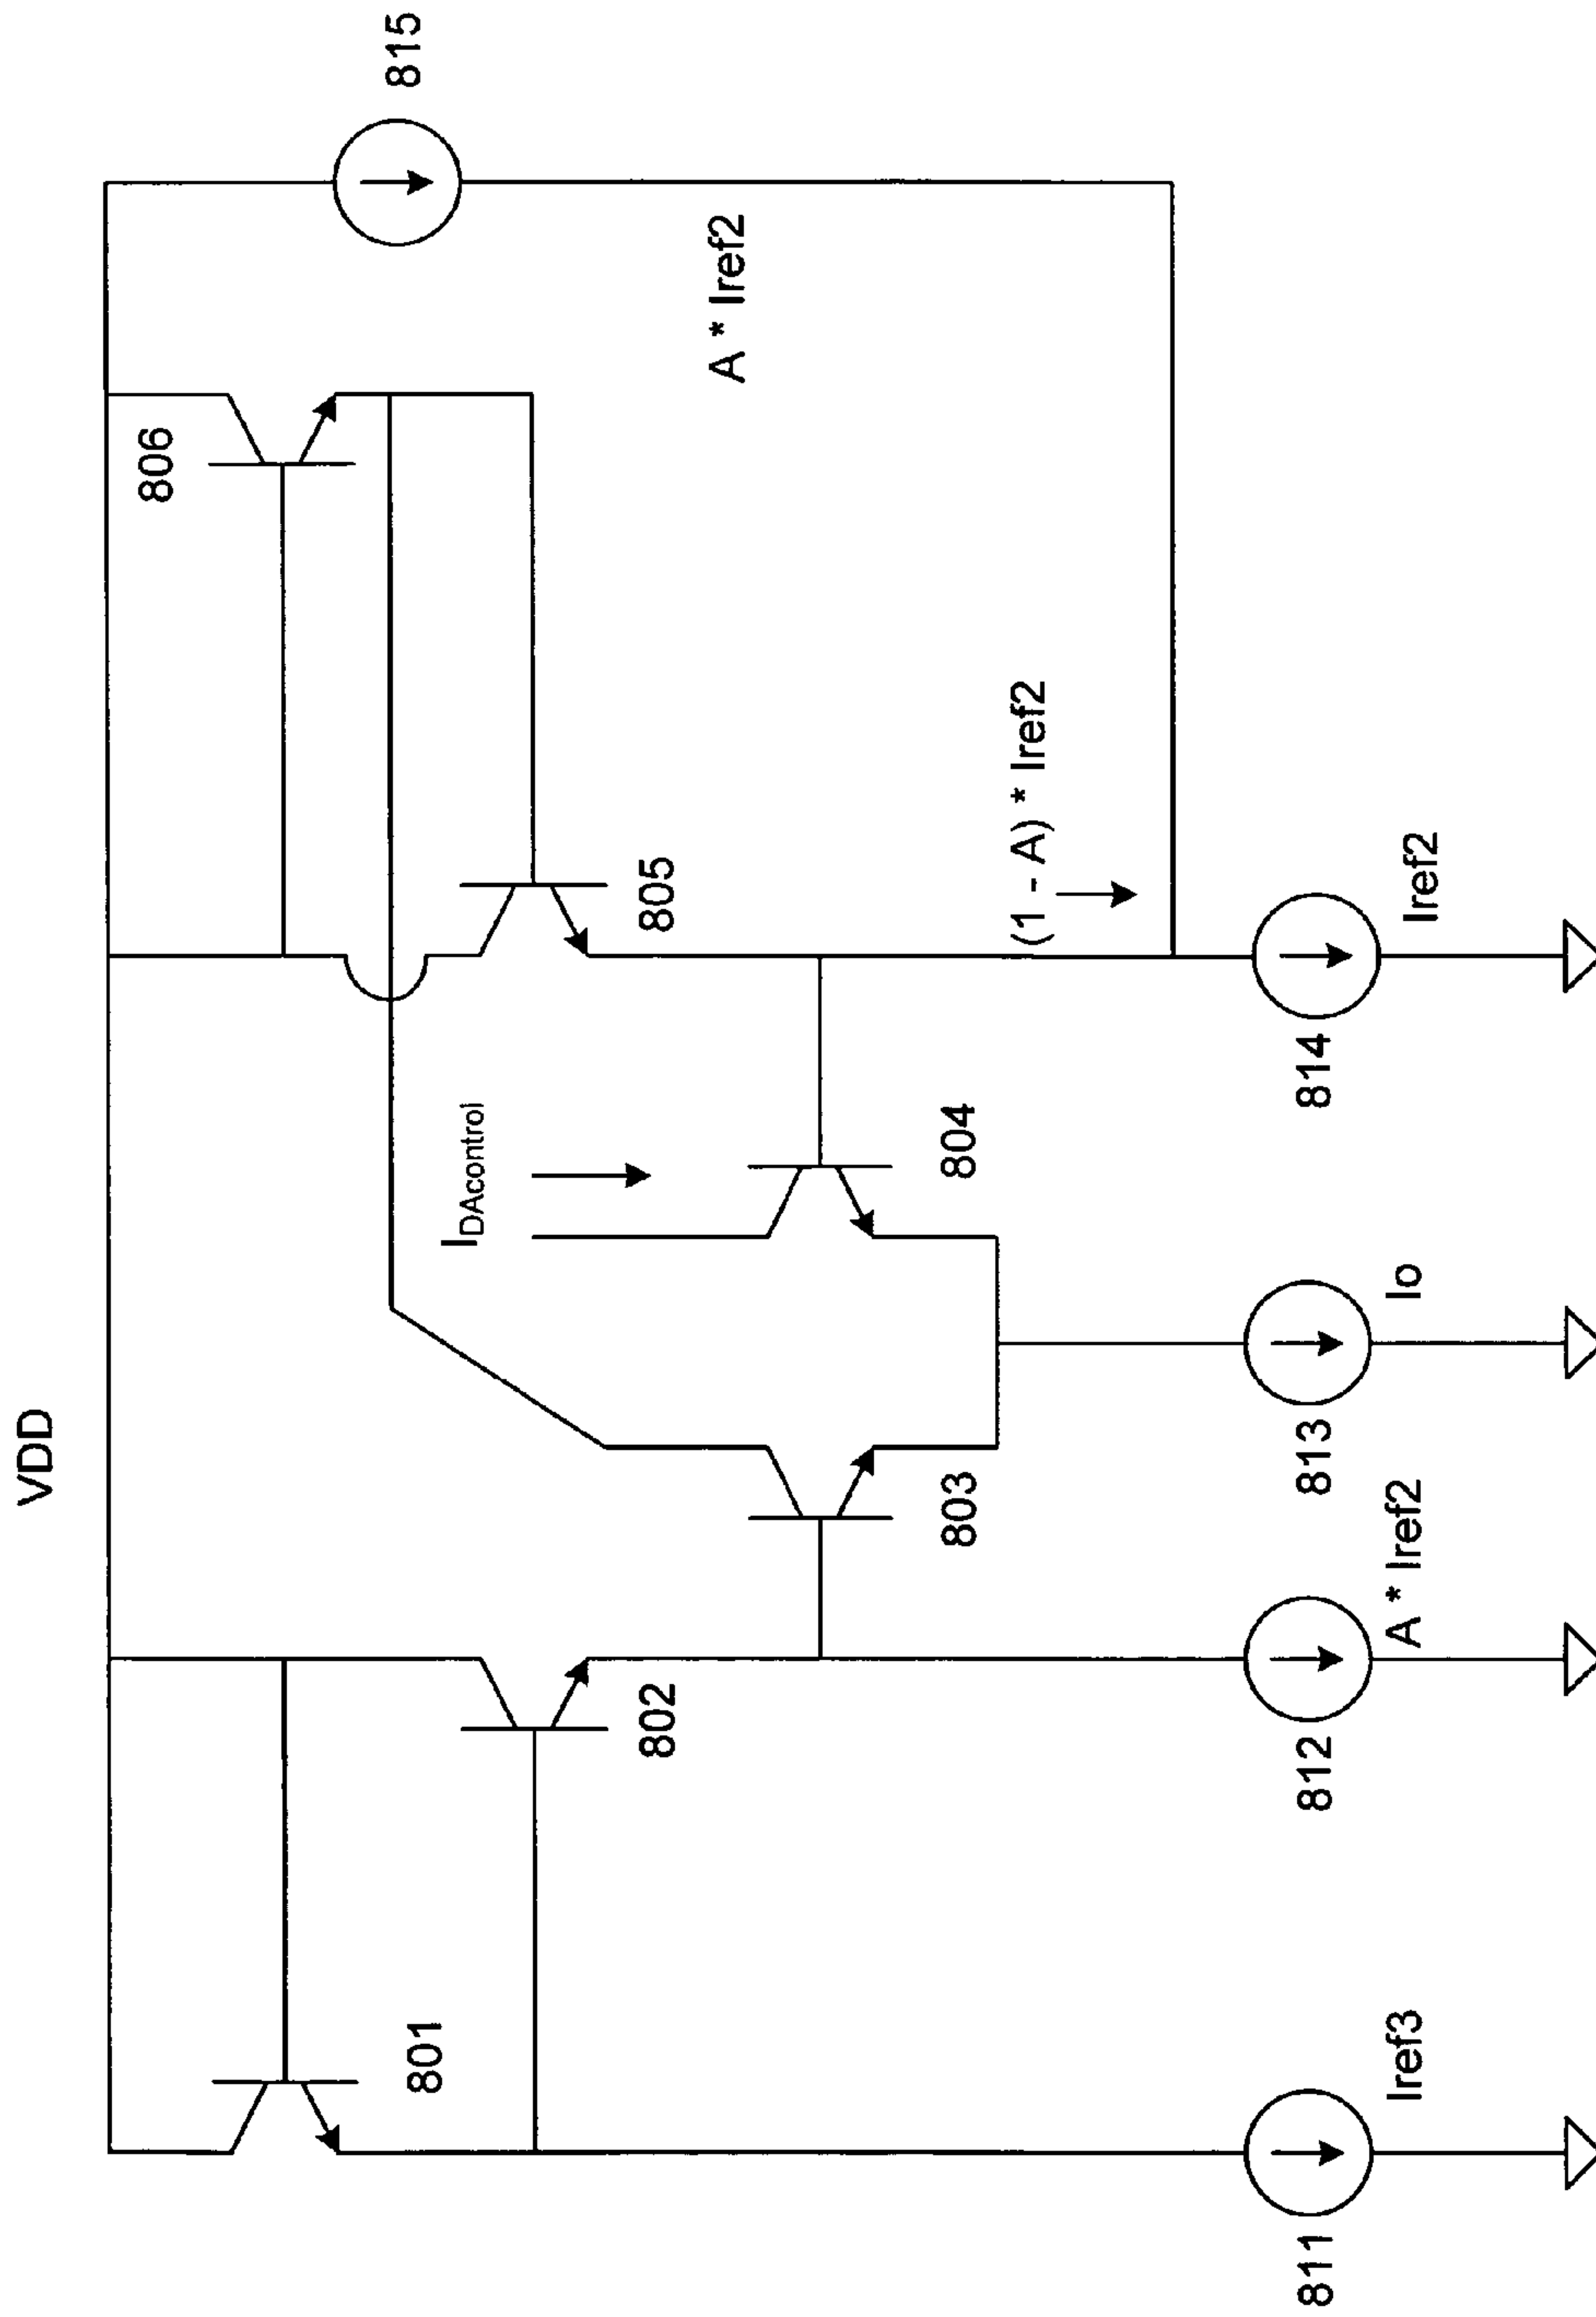 VDD
806
815
801
802
805
I_DAcontrol
A * Iref2
803
804
(1 - A) * Iref2
811
Iref3
812
A * Iref2
813
Io
814
Iref2